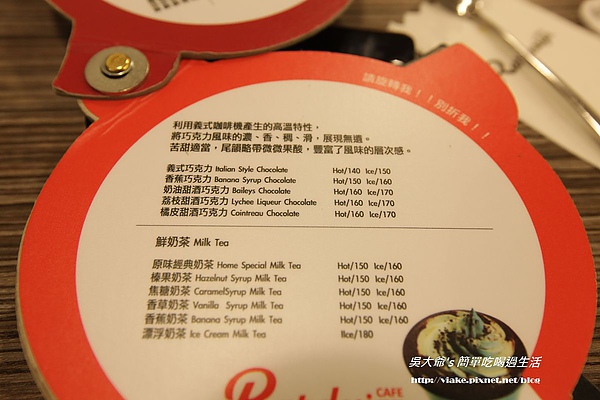 請旋轉我！！別折我！！
利用義式咖啡機產生的高溫特性，
將巧克力風味的濃、香、稠、滑，展現無遺。
苦甜適當，尾韻略帶微微果酸，豐富了風味的層次感。
義式巧克力 Italian Style Chocolate Hot/140 Ice/150
香蕉巧克力 Banana Syrup Chocolate Hot/150 Ice/160
奶油甜酒巧克力 Baileys Chocolate Hot/160 Ice/170
荔枝甜酒巧克力 Lychee Liqueur Chocolate Hot/160 Ice/170
橘皮甜酒巧克力 Cointreau Chocolate Hot/160 Ice/170
鮮奶茶 Milk Tea
原味經典奶茶 Home Special Milk Tea Hot/150 Ice/160
榛果奶茶 Hazelnut Syrup Milk Tea Hot/150 Ice/160
焦糖奶茶 CaramelSyrup Milk Tea Hot/150 Ice/160
香草奶茶 Vanilla Syrup Milk Tea Hot/150 Ice/160
香蕉奶茶 Banana Syrup Milk Tea Hot/150 Ice/160
漂浮奶茶 Ice Cream Milk Tea IIce/180
CAFE
吳大爺's 簡單吃喝過生活
http://viake.pixnet.net/blog